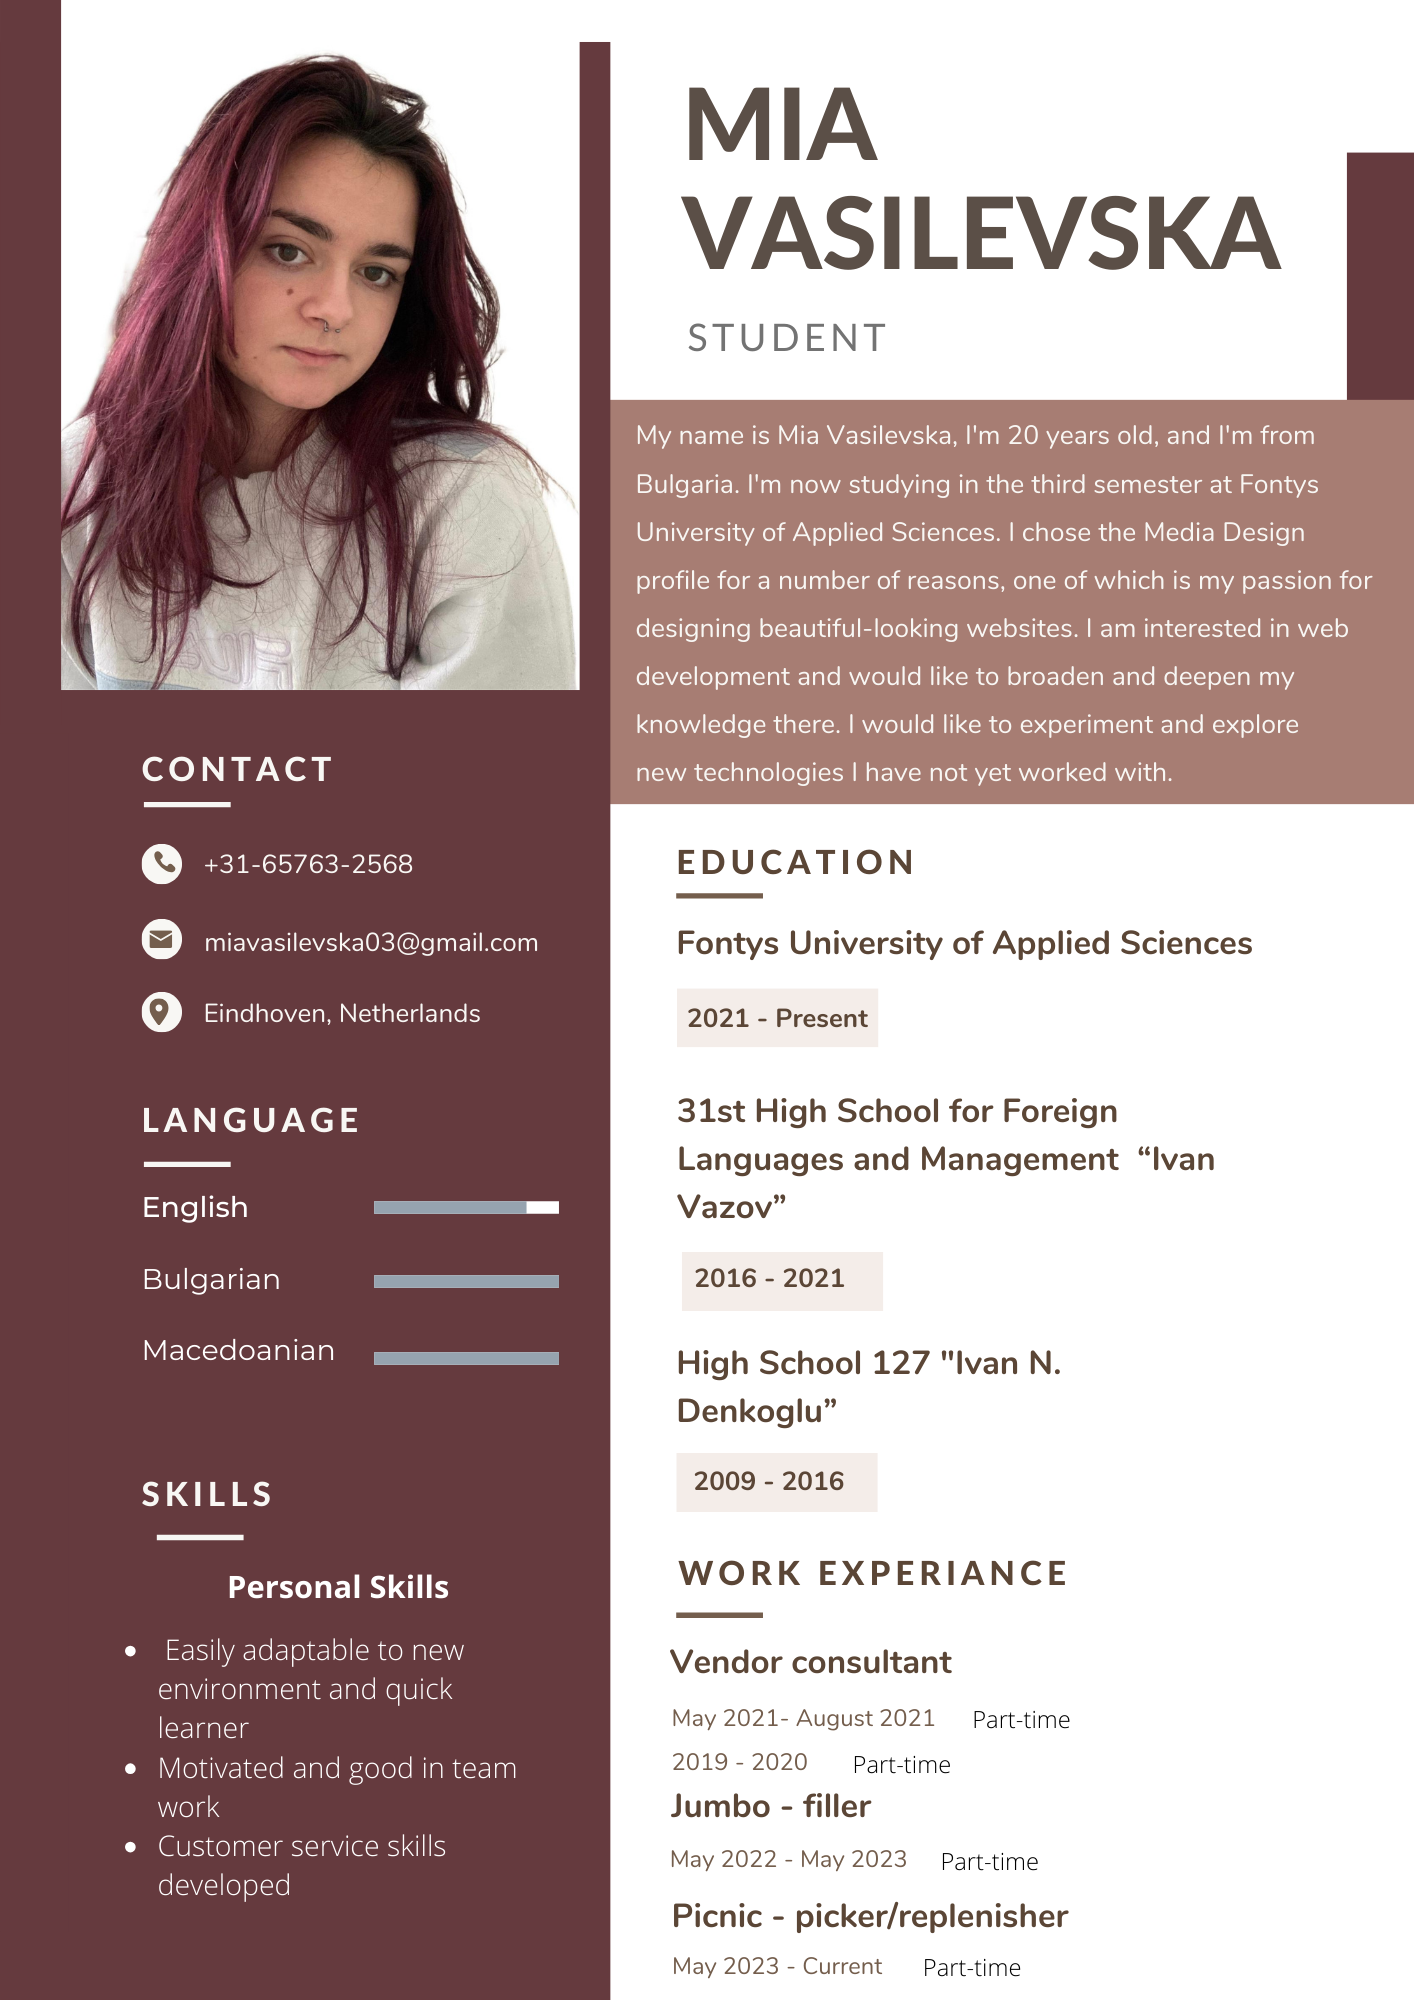 MIA
VASILEVSKA
STUDENT
My name is Mia Vasilevska, I'm 20 years old, and I'm from
Bulgaria. I'm now studying in the third semester at Fontys
University of Applied Sciences. I chose the Media Design
profile for a number of reasons, one of which is my passion for
designing beautiful-looking websites. I am interested in web
development and would like to broaden and deepen my
knowledge there. I would like to experiment and explore
new technologies I have not yet worked with.
CONTACT
+31-65763-2568
miavasilevska03@gmail.com
Eindhoven, Netherlands
LANGUAGE
English
Bulgarian
Macedoanian
SKILLS
Personal Skills
• Easily adaptable to new
environment and quick
learner
• Motivated and good in team
work
• Customer service skills
developed
EDUCATION
Fontys University of Applied Sciences
2021 - Present
31st High School for Foreign
Languages and Management “Ivan
Vazov”
2016 - 2021
High School 127 "Ivan N.
Denkoglu”
2009 - 2016
WORK EXPERIANCE
Vendor consultant
May 2021- August 2021 Part-time
2019 - 2020 Part-time
Jumbo - filler
May 2022 - May 2023 Part-time
Picnic - picker/replenisher
May 2023 - Current Part-time